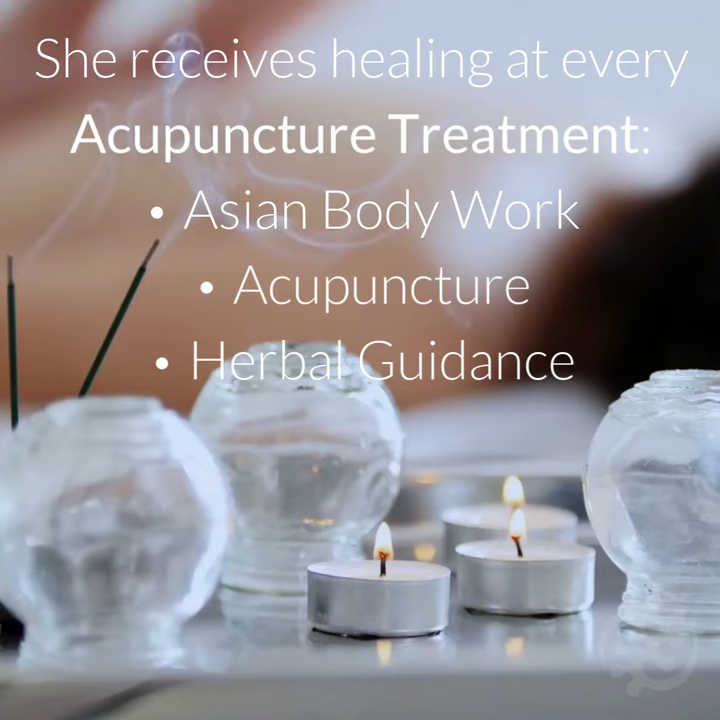 She receives healing at every
Acupuncture Treatment:
• Asian Body Work
• Acupuncture
• Herbal Guidance